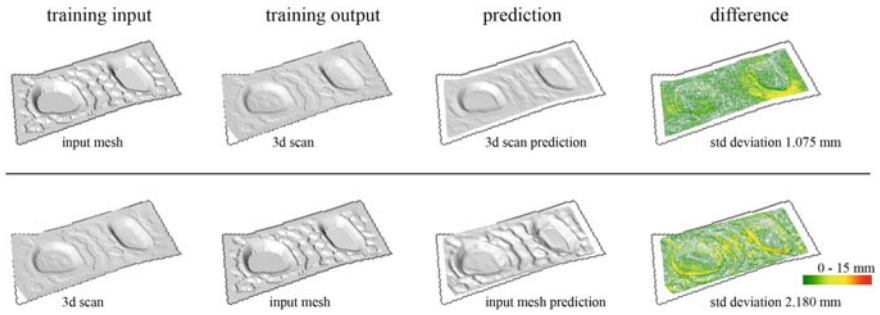 training input training output prediction difference
input mesh 3d scan 3d scan prediction std deviation 1.075 mm
0 - 15 mm
3d scan input mesh input mesh prediction std deviation 2.180 mm